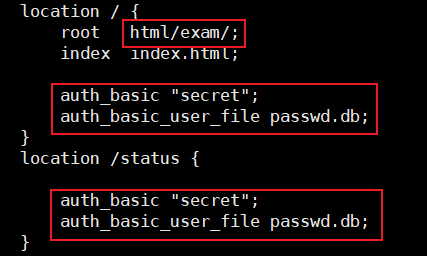 location / {
    root   html/exam/;
    index  index.html;

    auth_basic "secret";
    auth_basic_user_file passwd.db;
}
location /status {

    auth_basic "secret";
    auth_basic_user_file passwd.db;
}